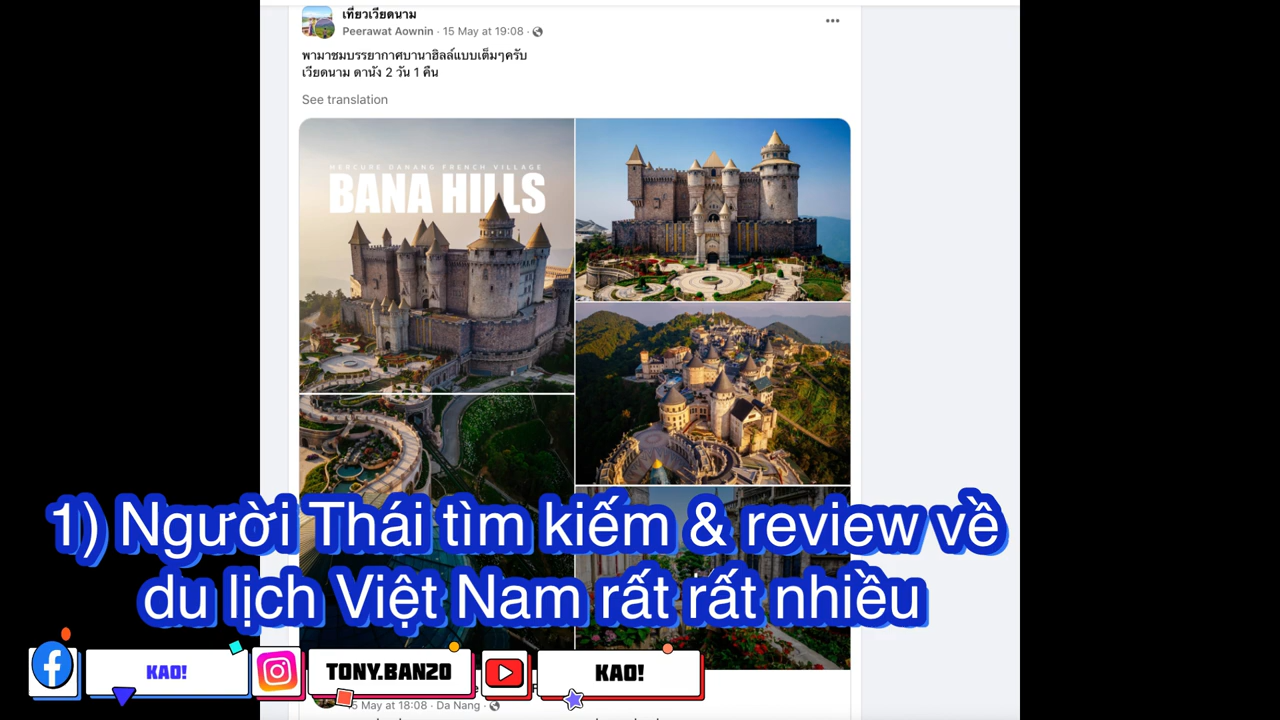 เที่ยวเวียดนาม
Peerawat Aownin · 15 May at 19:08 ·
พามาชมบรรยากาศบานาฮิลล์แบบเต็มๆครับ
เวียดนาม ดานัง 2 วัน 1 คืน
See translation
MERCURE DANANG FRENCH VILLAGE
BANA HILLS
1) Người Thái tìm kiếm & review về
du lịch Việt Nam rất rất nhiều
KAO!
TONY.BANZO
KAO!
15 May at 18:08 · Da Nang ·